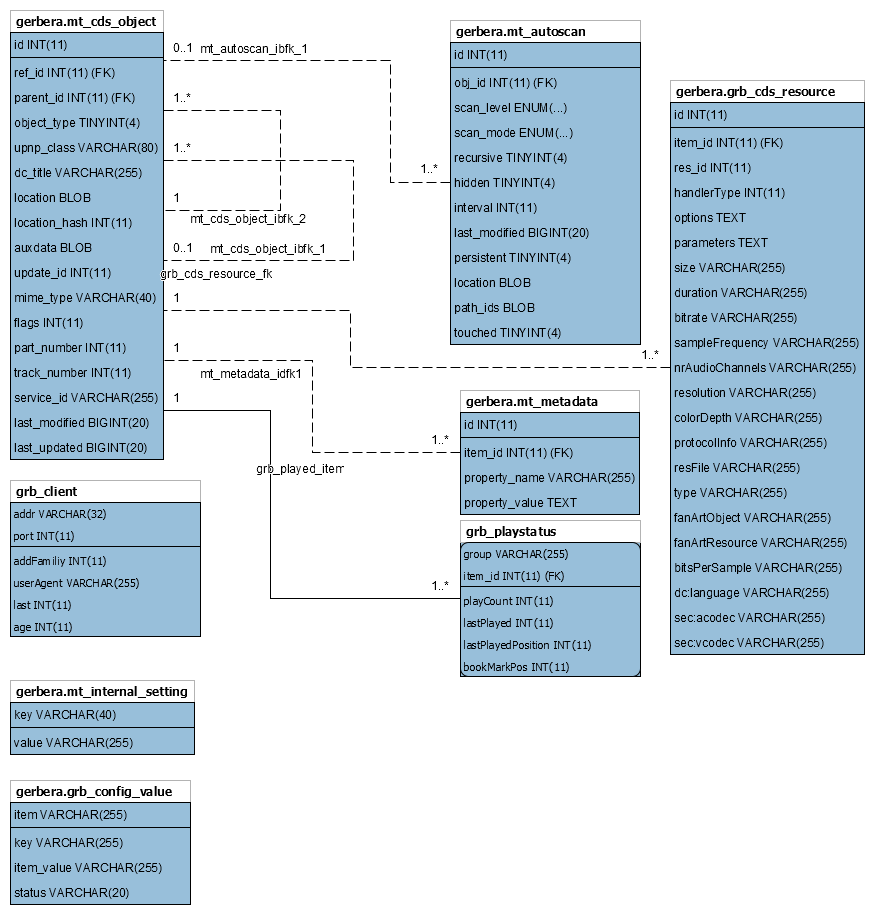 gerbera.mt_cds_object
id INT(11)
ref_id INT(11) (FK)
parent_id INT(11) (FK)
object_type TINYINT(4)
upnp_class VARCHAR(80)
dc_title VARCHAR(255)
location BLOB
location_hash INT(11)
auxdata BLOB
update_id INT(11)
mime_type VARCHAR(40)
flags INT(11)
part_number INT(11)
track_number INT(11)
service_id VARCHAR(255)
last_modified BIGINT(20)
last_updated BIGINT(20)
0..1 mt_autoscan_ibfk_1
1..*
1..*
1..*
1
mt_cds_object_ibfk_2
0..1 mt_cds_object_ibfk_1
grb_cds_resource_fk
1
1..*
1
mt_metadata_idfk1
1..*
1
grb_played_item
1..*
gerbera.mt_autoscan
id INT(11)
obj_id INT(11) (FK)
scan_level ENUM(...)
scan_mode ENUM(...)
recursive TINYINT(4)
hidden TINYINT(4)
interval INT(11)
last_modified BIGINT(20)
persistent TINYINT(4)
location BLOB
path_ids BLOB
touched TINYINT(4)
gerbera.grb_cds_resource
id INT(11)
item_id INT(11) (FK)
res_id INT(11)
handlerType INT(11)
options TEXT
parameters TEXT
size VARCHAR(255)
duration VARCHAR(255)
bitrate VARCHAR(255)
sampleFrequency VARCHAR(255)
nrAudioChannels VARCHAR(255)
resolution VARCHAR(255)
colorDepth VARCHAR(255)
protocolInfo VARCHAR(255)
resFile VARCHAR(255)
type VARCHAR(255)
fanArtObject VARCHAR(255)
fanArtResource VARCHAR(255)
bitsPerSample VARCHAR(255)
dc:language VARCHAR(255)
sec:acodec VARCHAR(255)
sec:vcodec VARCHAR(255)
gerbera.mt_metadata
id INT(11)
item_id INT(11) (FK)
property_name VARCHAR(255)
property_value TEXT
grb_playstatus
group VARCHAR(255)
item_id INT(11) (FK)
playCount INT(11)
lastPlayed INT(11)
lastPlayedPosition INT(11)
bookMarkPos INT(11)
grb_client
addr VARCHAR(32)
port INT(11)
addFamiliy INT(11)
userAgent VARCHAR(255)
last INT(11)
age INT(11)
gerbera.mt_internal_setting
key VARCHAR(40)
value VARCHAR(255)
gerbera.grb_config_value
item VARCHAR(255)
key VARCHAR(255)
item_value VARCHAR(255)
status VARCHAR(20)